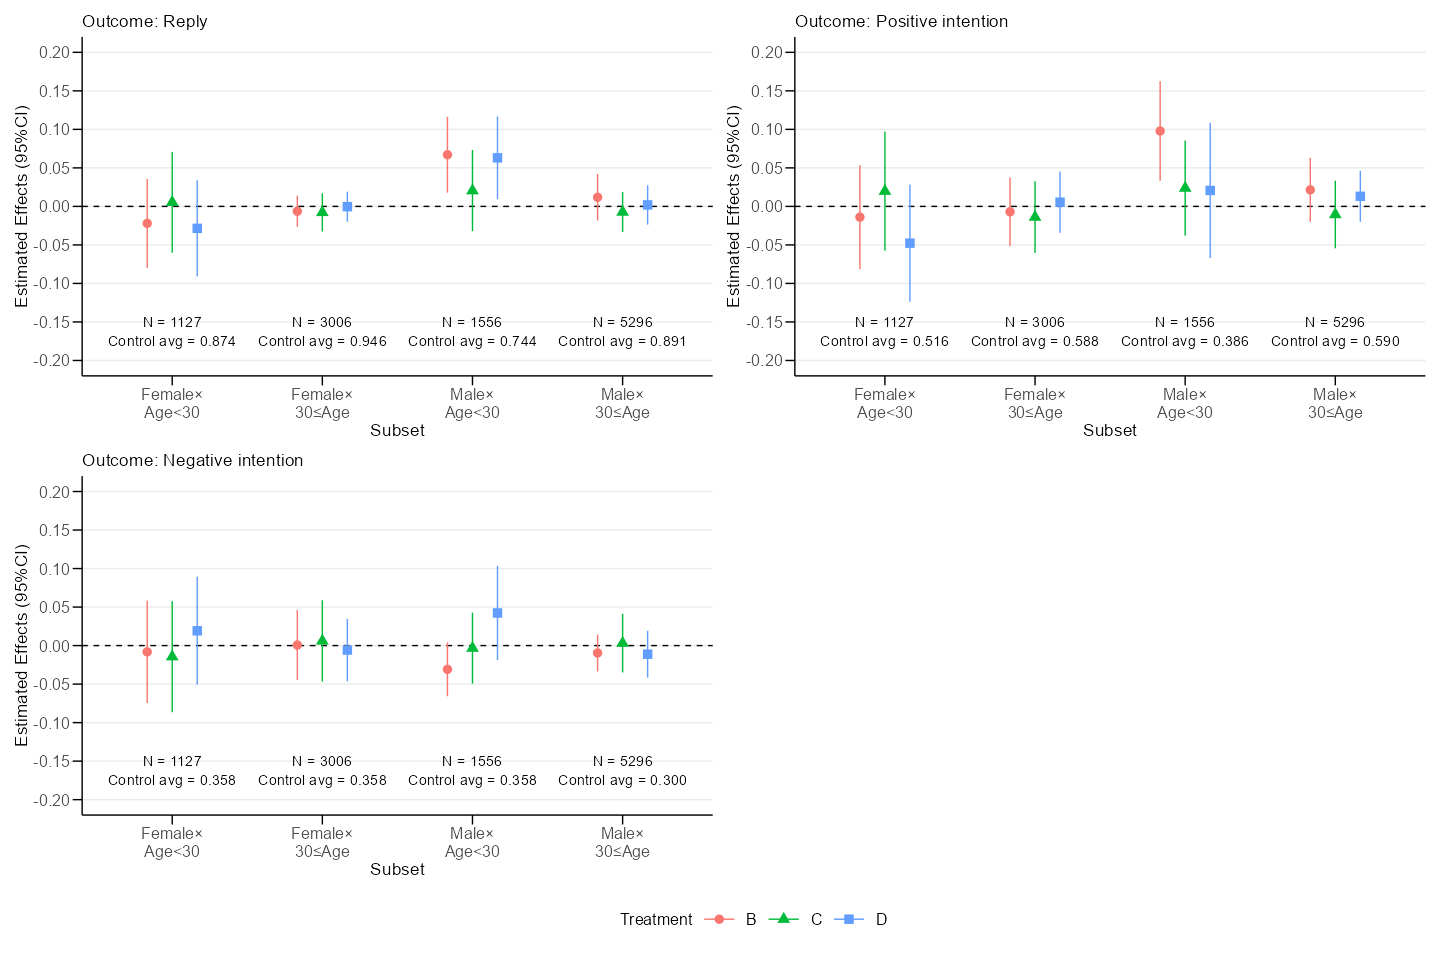 Outcome: Reply
Estimated Effects (95%CI)
0.20
0.15
0.10
0.05
0.00
-0.05
-0.10
-0.15
-0.20
N = 1127
Control avg = 0.874
N = 3006
Control avg = 0.946
N = 1556
Control avg = 0.744
N = 5296
Control avg = 0.891
Female×
Age<30
Female×
30≤Age
Male×
Age<30
Male×
30≤Age
Subset
Outcome: Positive intention
Estimated Effects (95%CI)
0.20
0.15
0.10
0.05
0.00
-0.05
-0.10
-0.15
-0.20
N = 1127
Control avg = 0.516
N = 3006
Control avg = 0.588
N = 1556
Control avg = 0.386
N = 5296
Control avg = 0.590
Female×
Age<30
Female×
30≤Age
Male×
Age<30
Male×
30≤Age
Subset
Outcome: Negative intention
Estimated Effects (95%CI)
0.20
0.15
0.10
0.05
0.00
-0.05
-0.10
-0.15
-0.20
N = 1127
Control avg = 0.358
N = 3006
Control avg = 0.358
N = 1556
Control avg = 0.358
N = 5296
Control avg = 0.300
Female×
Age<30
Female×
30≤Age
Male×
Age<30
Male×
30≤Age
Subset
Treatment B C D